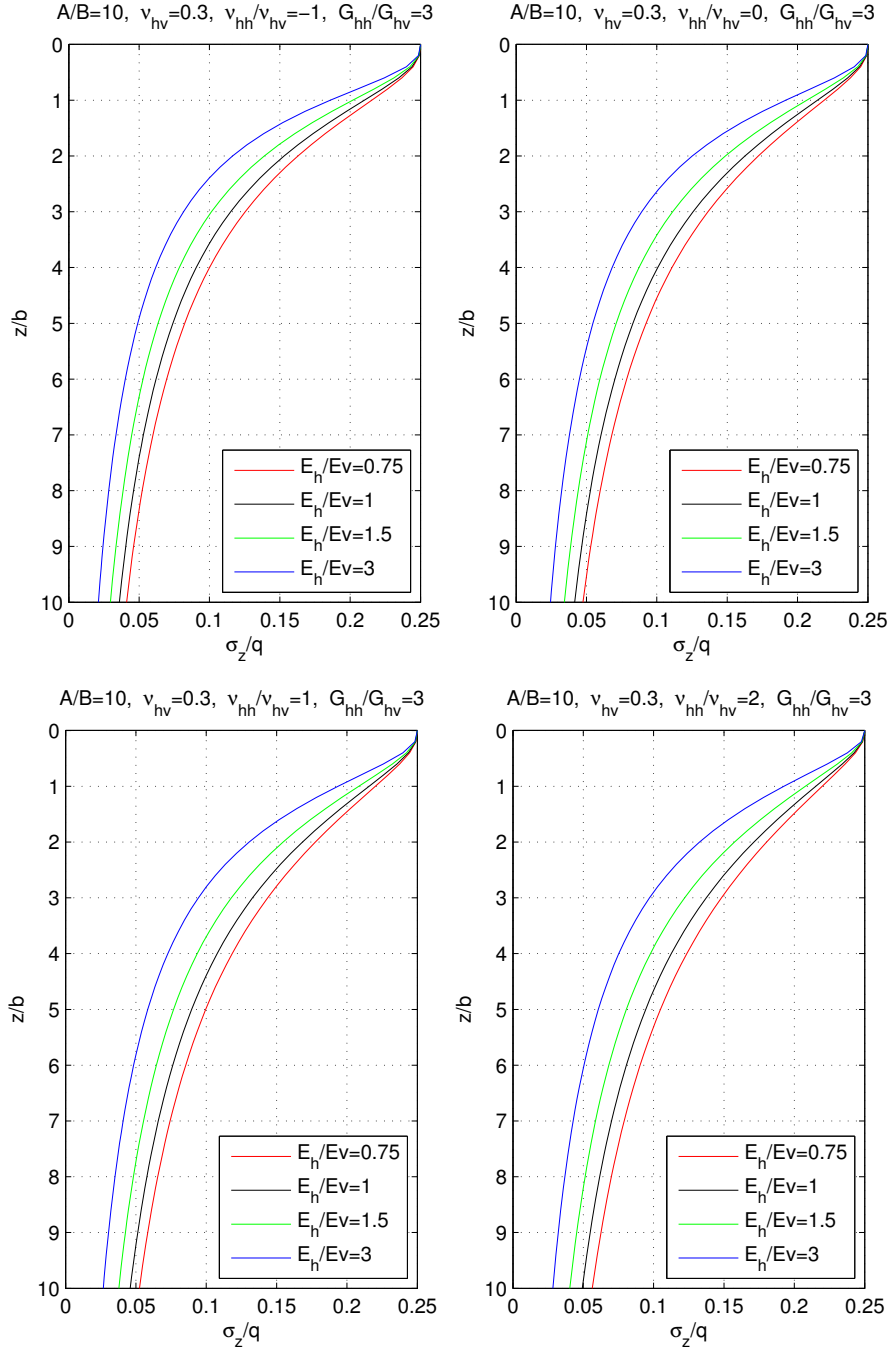 A/B=10, ν_hv=0.3, ν_hh/ν_hv=−1, G_hh/G_hv=3
0
1
2
3
4
5
6
7
8
9
10
z/b
E_h/Ev=0.75
E_h/Ev=1
E_h/Ev=1.5
E_h/Ev=3
0 0.05 0.1 0.15 0.2 0.25
σ_z/q
A/B=10, ν_hv=0.3, ν_hh/ν_hv=0, G_hh/G_hv=3
0
1
2
3
4
5
6
7
8
9
10
z/b
E_h/Ev=0.75
E_h/Ev=1
E_h/Ev=1.5
E_h/Ev=3
0 0.05 0.1 0.15 0.2 0.25
σ_z/q
A/B=10, ν_hv=0.3, ν_hh/ν_hv=1, G_hh/G_hv=3
0
1
2
3
4
5
6
7
8
9
10
z/b
E_h/Ev=0.75
E_h/Ev=1
E_h/Ev=1.5
E_h/Ev=3
0 0.05 0.1 0.15 0.2 0.25
σ_z/q
A/B=10, ν_hv=0.3, ν_hh/ν_hv=2, G_hh/G_hv=3
0
1
2
3
4
5
6
7
8
9
10
z/b
E_h/Ev=0.75
E_h/Ev=1
E_h/Ev=1.5
E_h/Ev=3
0 0.05 0.1 0.15 0.2 0.25
σ_z/q